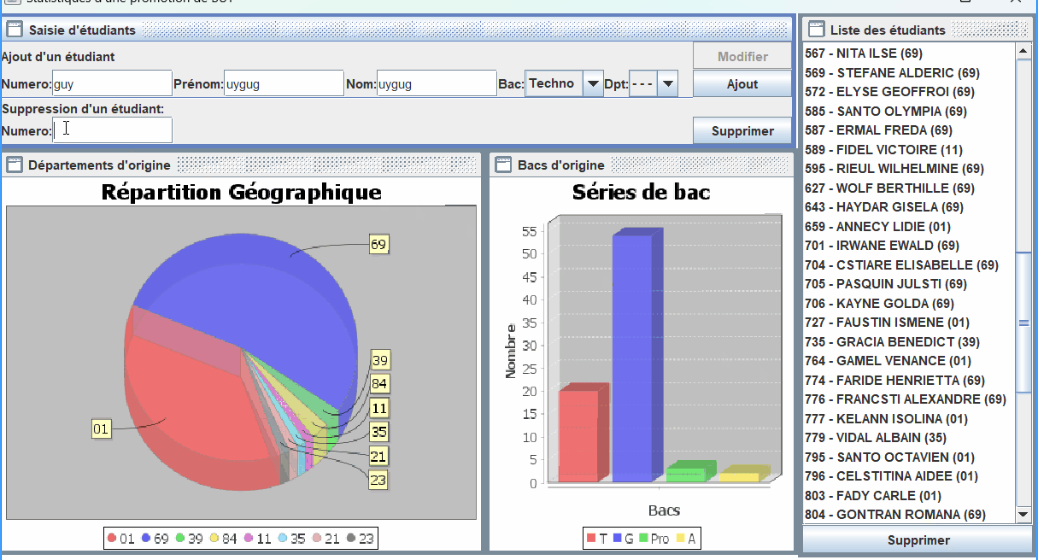 Statistiques d'une promotion de BUT
Saisie d'étudiants
Ajout d'un étudiant
Modifier
Numero: guy Prénom: uygug Nom: uygug Bac: Techno Dpt: --- Ajout
Suppression d'un étudiant:
Numero: Supprimer
Départements d'origine
Répartition Géographique
69
39
84
11
01
35
21
23
01 69 39 84 11 35 21 23
Bacs d'origine
Séries de bac
55
50
45
40
35
30
25
20
15
10
5
0
Nombre
Bacs
T G Pro A
Liste des étudiants
567 - NITA ILSE (69)
569 - STEFANE ALDERIC (69)
572 - ELYSE GEOFFROI (69)
585 - SANTO OLYMPIA (69)
587 - ERMAL FREDA (69)
589 - FIDEL VICTOIRE (11)
595 - RIEUL WILHELMINE (69)
627 - WOLF BERTHILLE (69)
643 - HAYDAR GISELA (69)
659 - ANNECY LIDIE (01)
701 - IRWANE EWALD (69)
704 - CSTIARE ELISABELLE (69)
705 - PASQUIN JULSTI (69)
706 - KAYNE GOLDA (69)
727 - FAUSTIN ISMENE (01)
735 - GRACIA BENEDICT (39)
764 - GAMEL VENANCE (01)
774 - FARIDE HENRIETTA (69)
776 - FRANCSTI ALEXANDRE (69)
777 - KELANN ISOLINA (01)
779 - VIDAL ALBAIN (35)
795 - SANTO OCTAVIEN (01)
796 - CELSTITINA AIDEE (01)
803 - FADY CARLE (01)
804 - GONTRAN ROMANA (69)
Supprimer